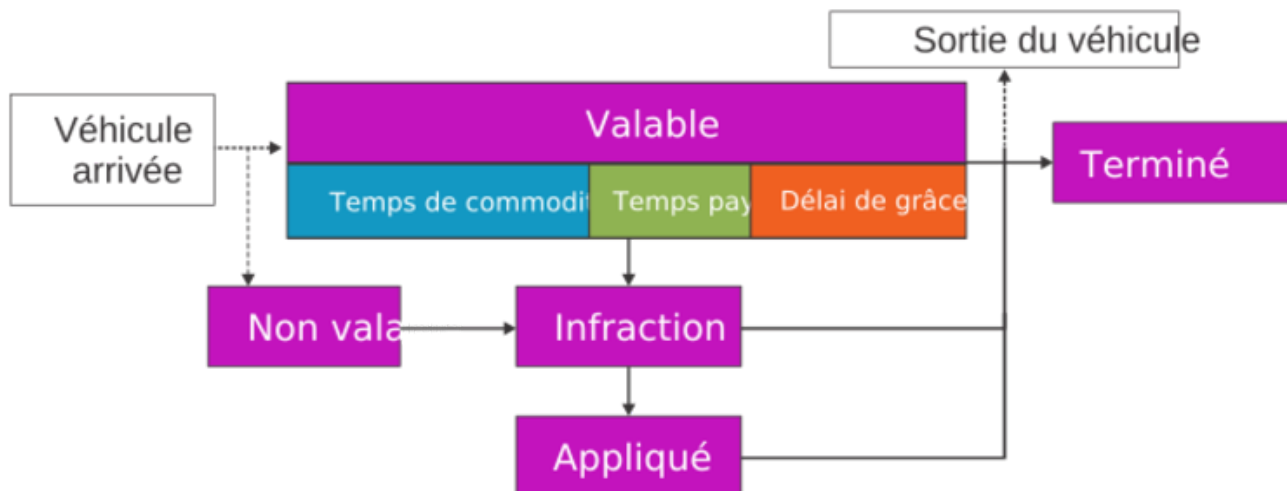 Sortie du véhicule
Véhicule
arrivée
Valable
Terminé
Temps de commodit
Temps pay
Délai de grâce
Non vala
Infraction
Appliqué